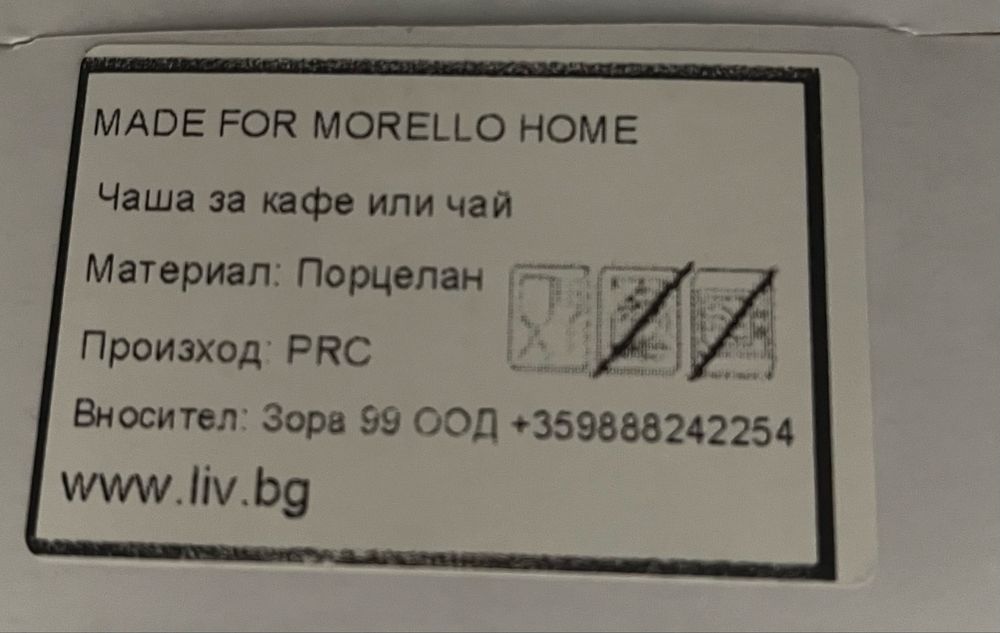 MADE FOR MORELLO HOME
Чаша за кафе или чай
Материал: Порцелан
Произход: PRC
Вносител: Зора 99 ООД +359888242254
www.liv.bg